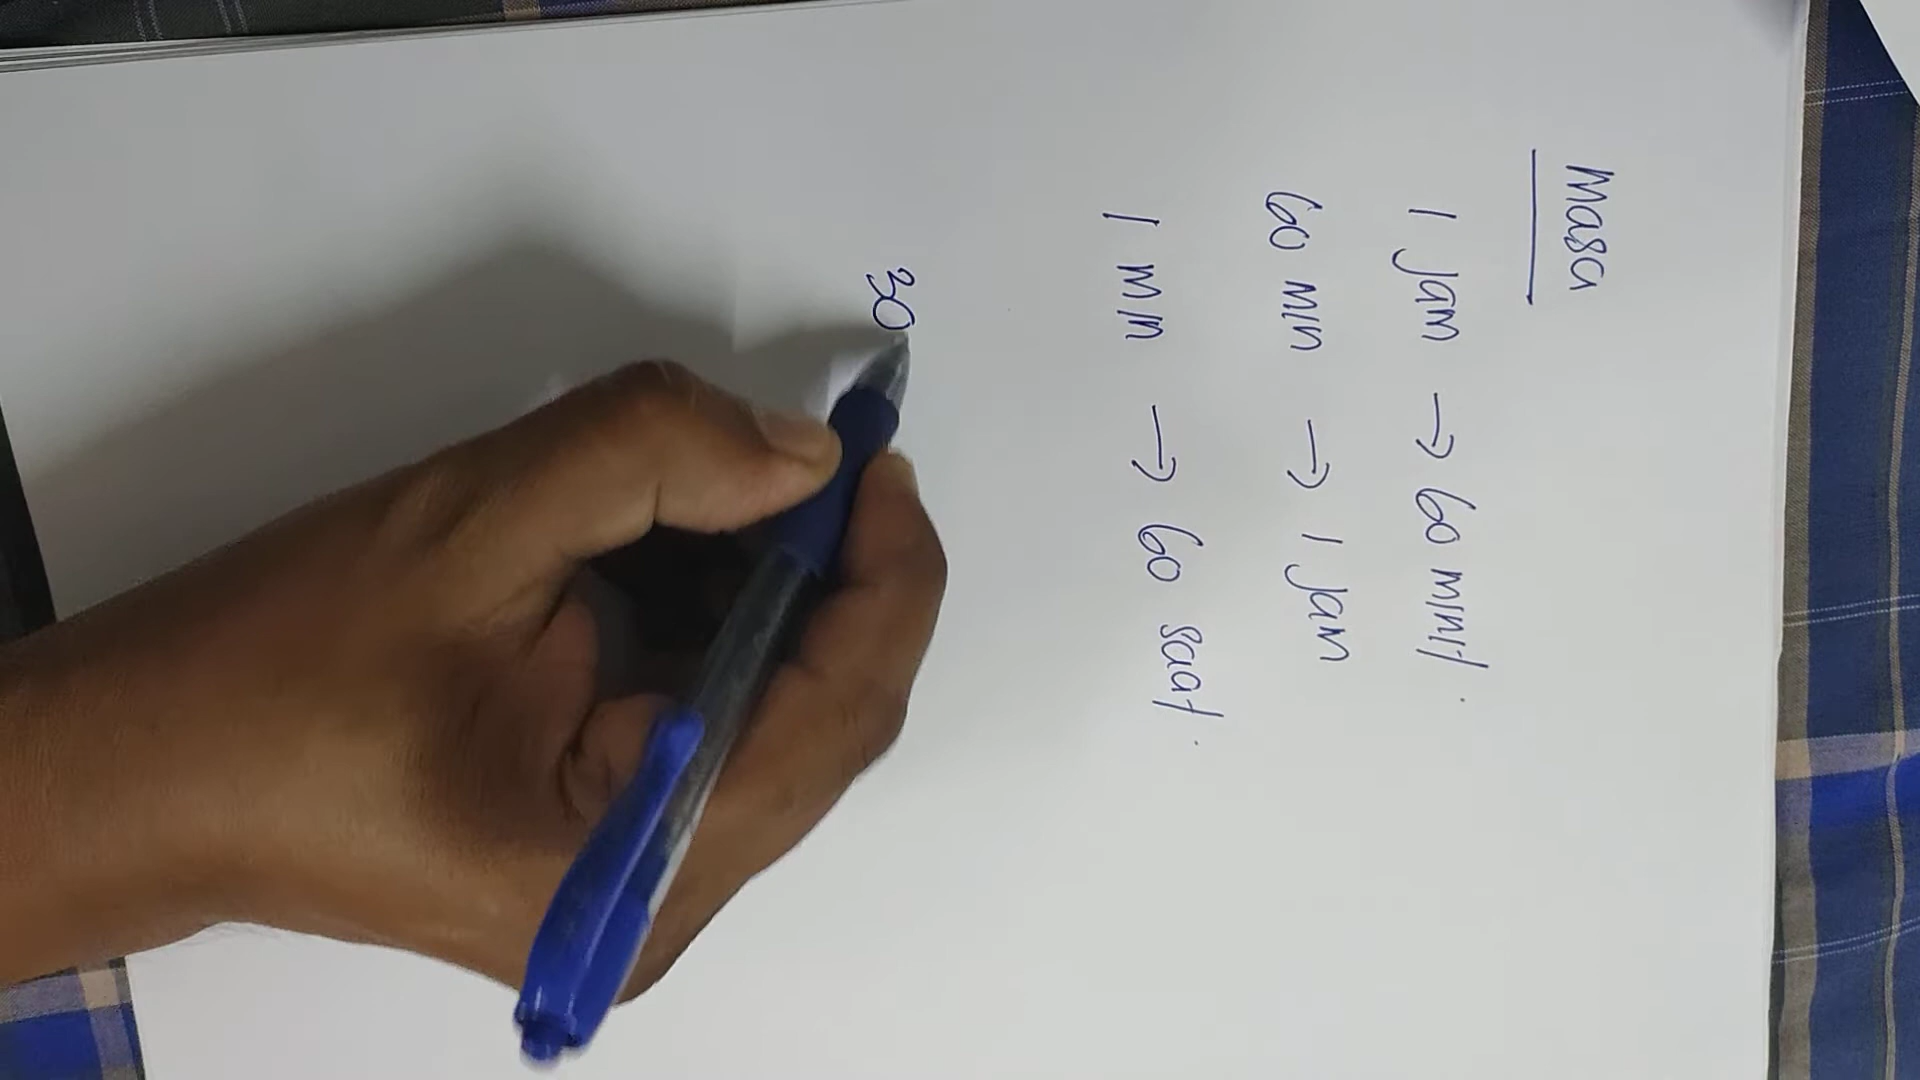 Masa
1 Jam → 60 minit.
60 min → 1 Jam
1 min → 60 saat.
30